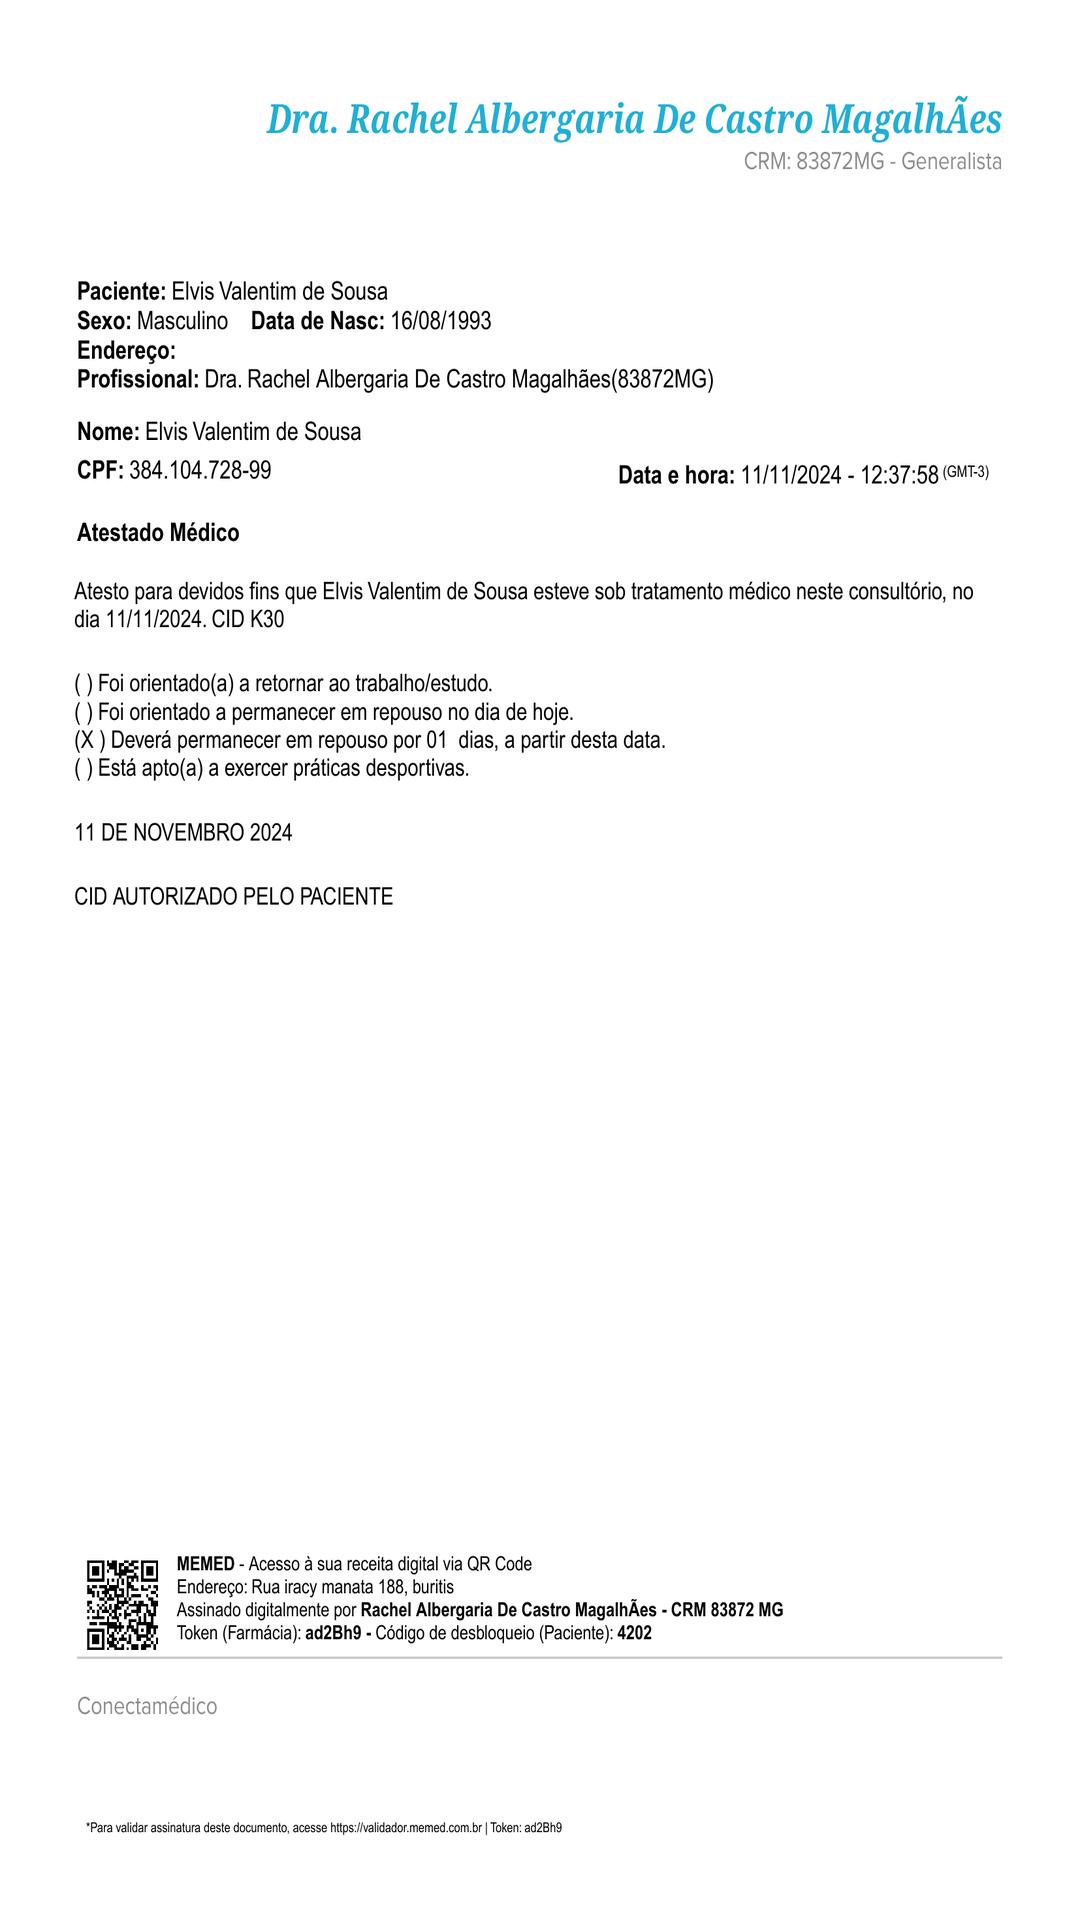 Dra. Rachel Albergaria De Castro MagalhÃes
CRM: 83872MG - Generalista
Paciente: Elvis Valentim de Sousa
Sexo: Masculino Data de Nasc: 16/08/1993
Endereço:
Profissional: Dra. Rachel Albergaria De Castro Magalhães(83872MG)
Nome: Elvis Valentim de Sousa
CPF: 384.104.728-99
Data e hora: 11/11/2024 - 12:37:58 (GMT-3)
Atestado Médico
Atesto para devidos fins que Elvis Valentim de Sousa esteve sob tratamento médico neste consultório, no
dia 11/11/2024. CID K30
( ) Foi orientado(a) a retornar ao trabalho/estudo.
( ) Foi orientado a permanecer em repouso no dia de hoje.
(X ) Deverá permanecer em repouso por 01  dias, a partir desta data.
( ) Está apto(a) a exercer práticas desportivas.
11 DE NOVEMBRO 2024
CID AUTORIZADO PELO PACIENTE
MEMED - Acesso à sua receita digital via QR Code
Endereço: Rua iracy manata 188, buritis
Assinado digitalmente por Rachel Albergaria De Castro MagalhÃes - CRM 83872 MG
Token (Farmácia): ad2Bh9 - Código de desbloqueio (Paciente): 4202
Conectamédico
*Para validar assinatura deste documento, acesse https://validador.memed.com.br | Token: ad2Bh9